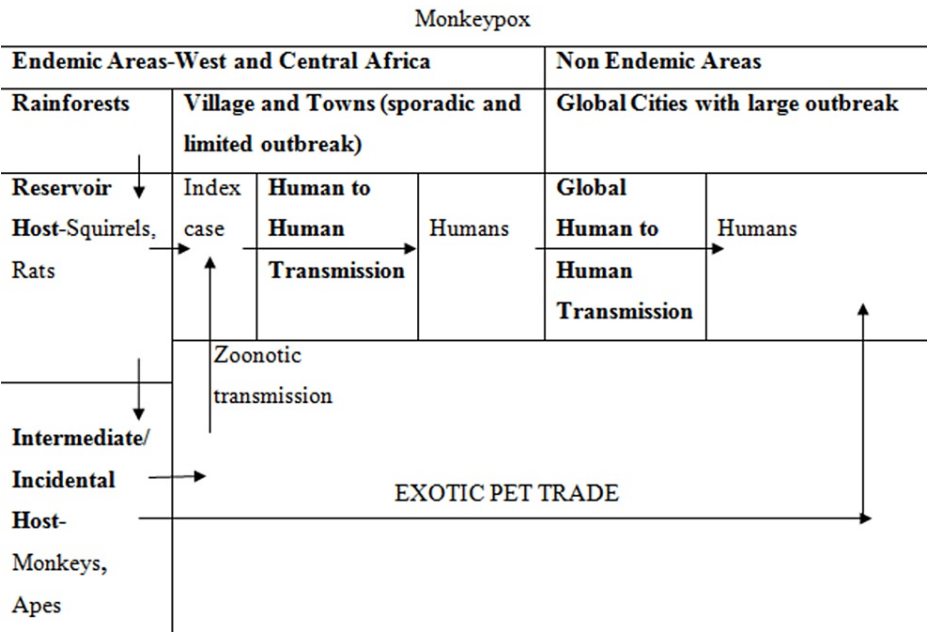 Monkeypox
Endemic Areas-West and Central Africa
Non Endemic Areas
Rainforests
Village and Towns (sporadic and
limited outbreak)
Global Cities with large outbreak
Reservoir
Host-Squirrels,
Rats
Index
case
Human to
Human
Transmission
Humans
Global
Human to
Human
Transmission
Humans
Zoonotic
transmission
Intermediate/
Incidental
Host-
Monkeys,
Apes
EXOTIC PET TRADE